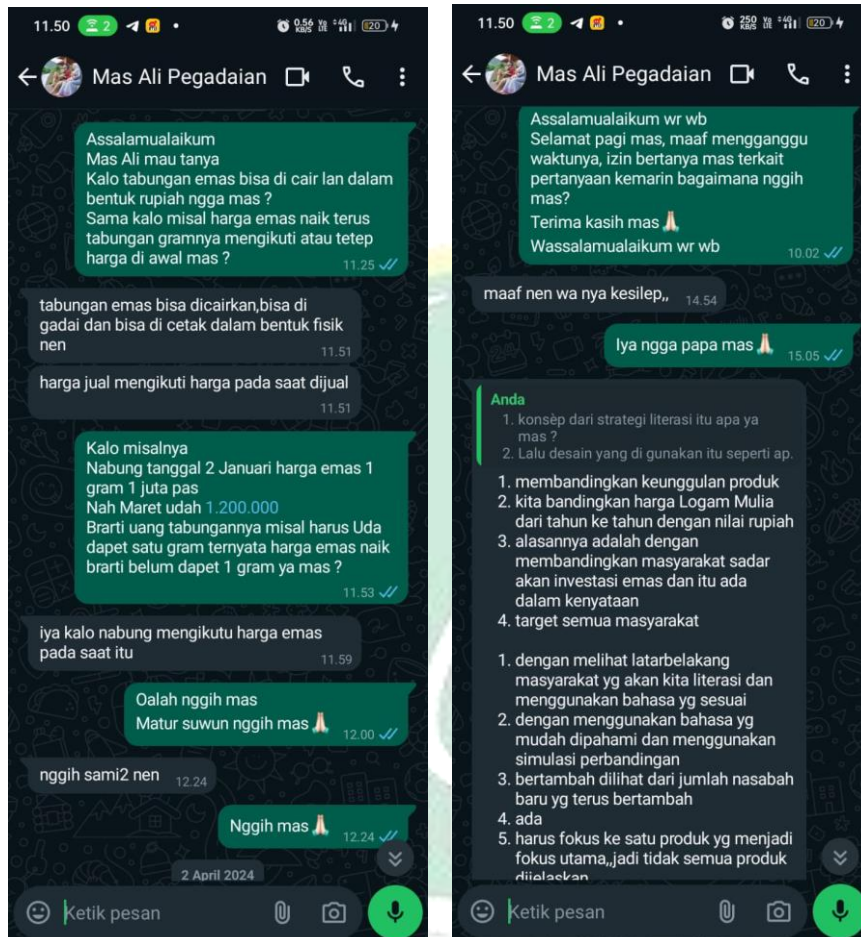 11.50
2
0.56 KB/S
LTE
4G
20
Mas Ali Pegadaian
Assalamualaikum
Mas Ali mau tanya
Kalo tabungan emas bisa di cair lan dalam
bentuk rupiah ngga mas ?
Sama kalo misal harga emas naik terus
tabungan gramnya mengikuti atau tetep
harga di awal mas ?
11.25
tabungan emas bisa dicairkan,bisa di
gadai dan bisa di cetak dalam bentuk fisik
nen
11.51
harga jual mengikuti harga pada saat dijual
11.51
Kalo misalnya
Nabung tanggal 2 Januari harga emas 1
gram 1 juta pas
Nah Maret udah 1.200.000
Brarti uang tabungannya misal harus Uda
dapet satu gram ternyata harga emas naik
brarti belum dapet 1 gram ya mas ?
11.53
iya kalo nabung mengikutu harga emas
pada saat itu
11.59
Oalah nggih mas
Matur suwun nggih mas🙏🏻
12.00
nggih sami2 nen
12.24
Nggih mas🙏🏻
12.24
2 April 2024
Ketik pesan
11.50
2
250 KB/S
LTE
4G
20
Mas Ali Pegadaian
Assalamualaikum wr wb
Selamat pagi mas, maaf mengganggu
waktunya, izin bertanya mas terkait
pertanyaan kemarin bagaimana nggih
mas?
Terima kasih mas🙏🏻
Wassalamualaikum wr wb
10.02
maaf nen wa nya kesilep,,
14.54
Iya ngga papa mas🙏🏻
15.05
Anda
1. konsèp dari strategi literasi itu apa ya
mas ?
2. Lalu desain yang di gunakan itu seperti ap.
1. membandingkan keunggulan produk
2. kita bandingkan harga Logam Mulia
dari tahun ke tahun dengan nilai rupiah
3. alasannya adalah dengan
membandingkan masyarakat sadar
akan investasi emas dan itu ada
dalam kenyataan
4. target semua masyarakat
1. dengan melihat latarbelakang
masyarakat yg akan kita literasi dan
menggunakan bahasa yg sesuai
2. dengan menggunakan bahasa yg
mudah dipahami dan menggunakan
simulasi perbandingan
3. bertambah dilihat dari jumlah nasabah
baru yg terus bertambah
4. ada
5. harus fokus ke satu produk yg menjadi
fokus utama,,jadi tidak semua produk
dijelaskan
Ketik pesan